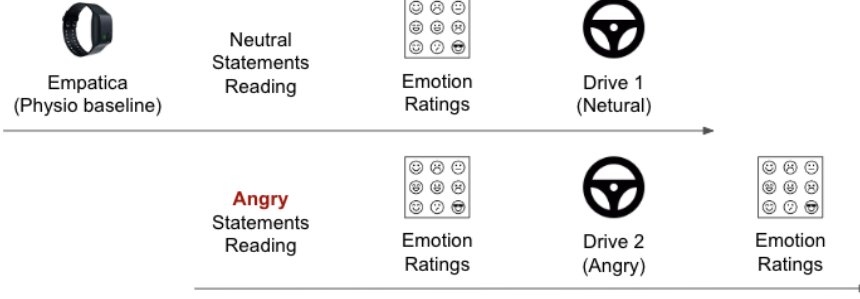 Empatica
(Physio baseline)
Neutral
Statements
Reading
Emotion
Ratings
Drive 1
(Netural)
Angry
Statements
Reading
Emotion
Ratings
Drive 2
(Angry)
Emotion
Ratings